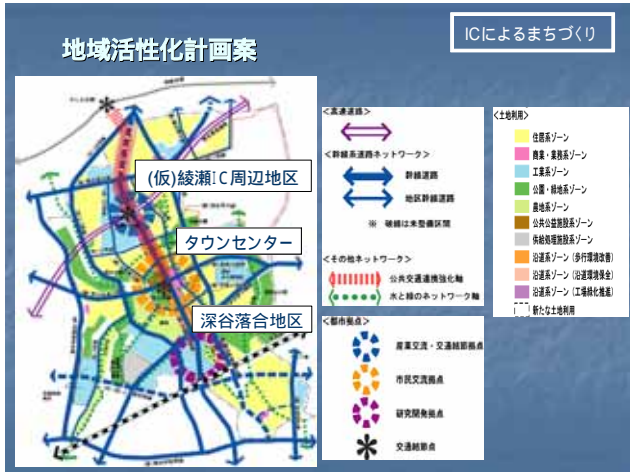 ICによるまちづくり
地域活性化計画案
(仮)綾瀬IC周辺地区
タウンセンター
深谷落合地区
<高速道路>
<幹線系道路ネットワーク>
幹線道路
地区幹線道路
※ 破線は未整備区間
<その他ネットワーク>
公共交通連携強化軸
水と緑のネットワーク軸
<都市拠点>
産業交流・交通結節拠点
市民交流拠点
研究開発拠点
交通結節点
<土地利用>
住居系ゾーン
商業・業務系ゾーン
工業系ゾーン
公園・緑地系ゾーン
農地系ゾーン
公共公益施設系ゾーン
供給処理施設系ゾーン
沿道系ゾーン(歩行環境改善)
沿道系ゾーン(沿道環境保全)
沿道系ゾーン(工場緑化推進)
新たな土地利用